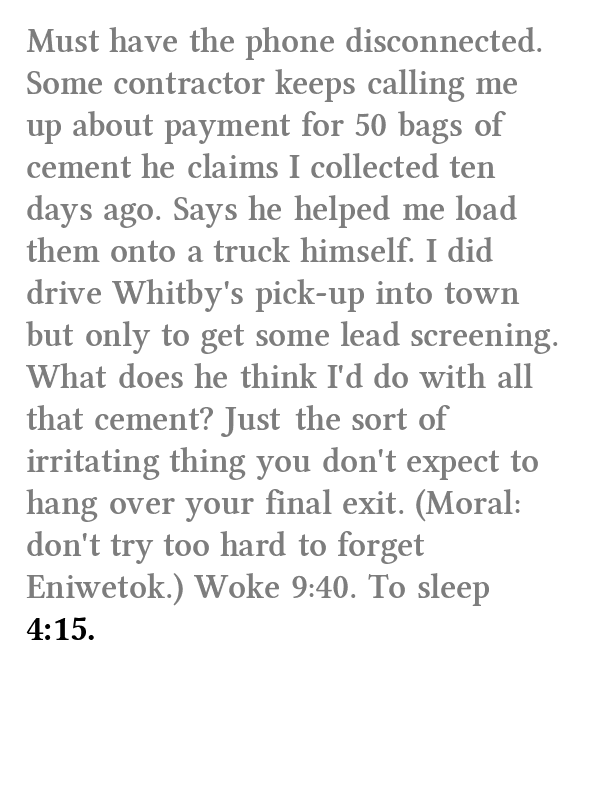 Must have the phone disconnected.
Some contractor keeps calling me
up about payment for 50 bags of
cement he claims I collected ten
days ago. Says he helped me load
them onto a truck himself. I did
drive Whitby's pick-up into town
but only to get some lead screening.
What does he think I'd do with all
that cement? Just the sort of
irritating thing you don't expect to
hang over your final exit. (Moral:
don't try too hard to forget
Eniwetok.) Woke 9:40. To sleep
4:15.